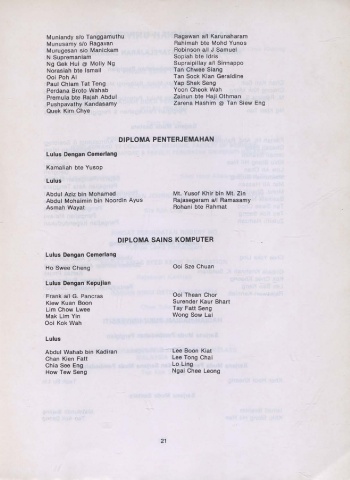 Muniandy s/o Tanggamuthu
Munusamy s/o Ragavan
Murugesan s/o Manickam
N Supramaniam
Ng Gek Hui @ Molly Ng
Norasiah bte Ismail
Ooi Poh Ai
Paul Chiam Tat Teng
Perdana Broto Wahab
Premula bte Rajah Abdul
Pushpavathy Kandasamy
Quek Kim Chye
Ragawan a/l Karunaharam
Rahimah bte Mohd Yunos
Robinson a/l J Samuel
Sopiah bte Idris
Suprapillay a/l Sinnappo
Tan Chwee Siang
Tan Sock Kian Geraldine
Yap Shek Seng
Yoon Cheok Wah
Zainun bte Haji Othman
Zarena Hashim @ Tan Siew Eng
DIPLOMA PENTERJEMAHAN
Lulus Dengan Cemerlang
Kamaliah bte Yusop
Lulus
Abdul Aziz bin Mohamed
Abdul Mohaimin bin Noordin Ayus
Asmah Wayat
Mt. Yusof Khir bin Mt. Zin
Rajasegeram a/l Ramasamy
Rohani bte Rahmat
DIPLOMA SAINS KOMPUTER
Lulus Dengan Cemerlang
Ho Swee Chang
Ooi Sze Chuan
Lulus Dengan Kepujian
Frank a/l G. Pancras
Kiew Kuan Boon
Lim Chow Lwee
Mak Lim Yin
Ooi Kok Wah
Ooi Thean Chor
Surender Kaur Bhart
Tay Fatt Seng
Wong Sow Lai
Lulus
Abdul Wahab bin Kadiran
Chan Kien Fatt
Chia See Eng
How Tew Seng
Lee Boon Kiat
Lee Tong Chai
Lo Ling
Ngai Chee Leong
21